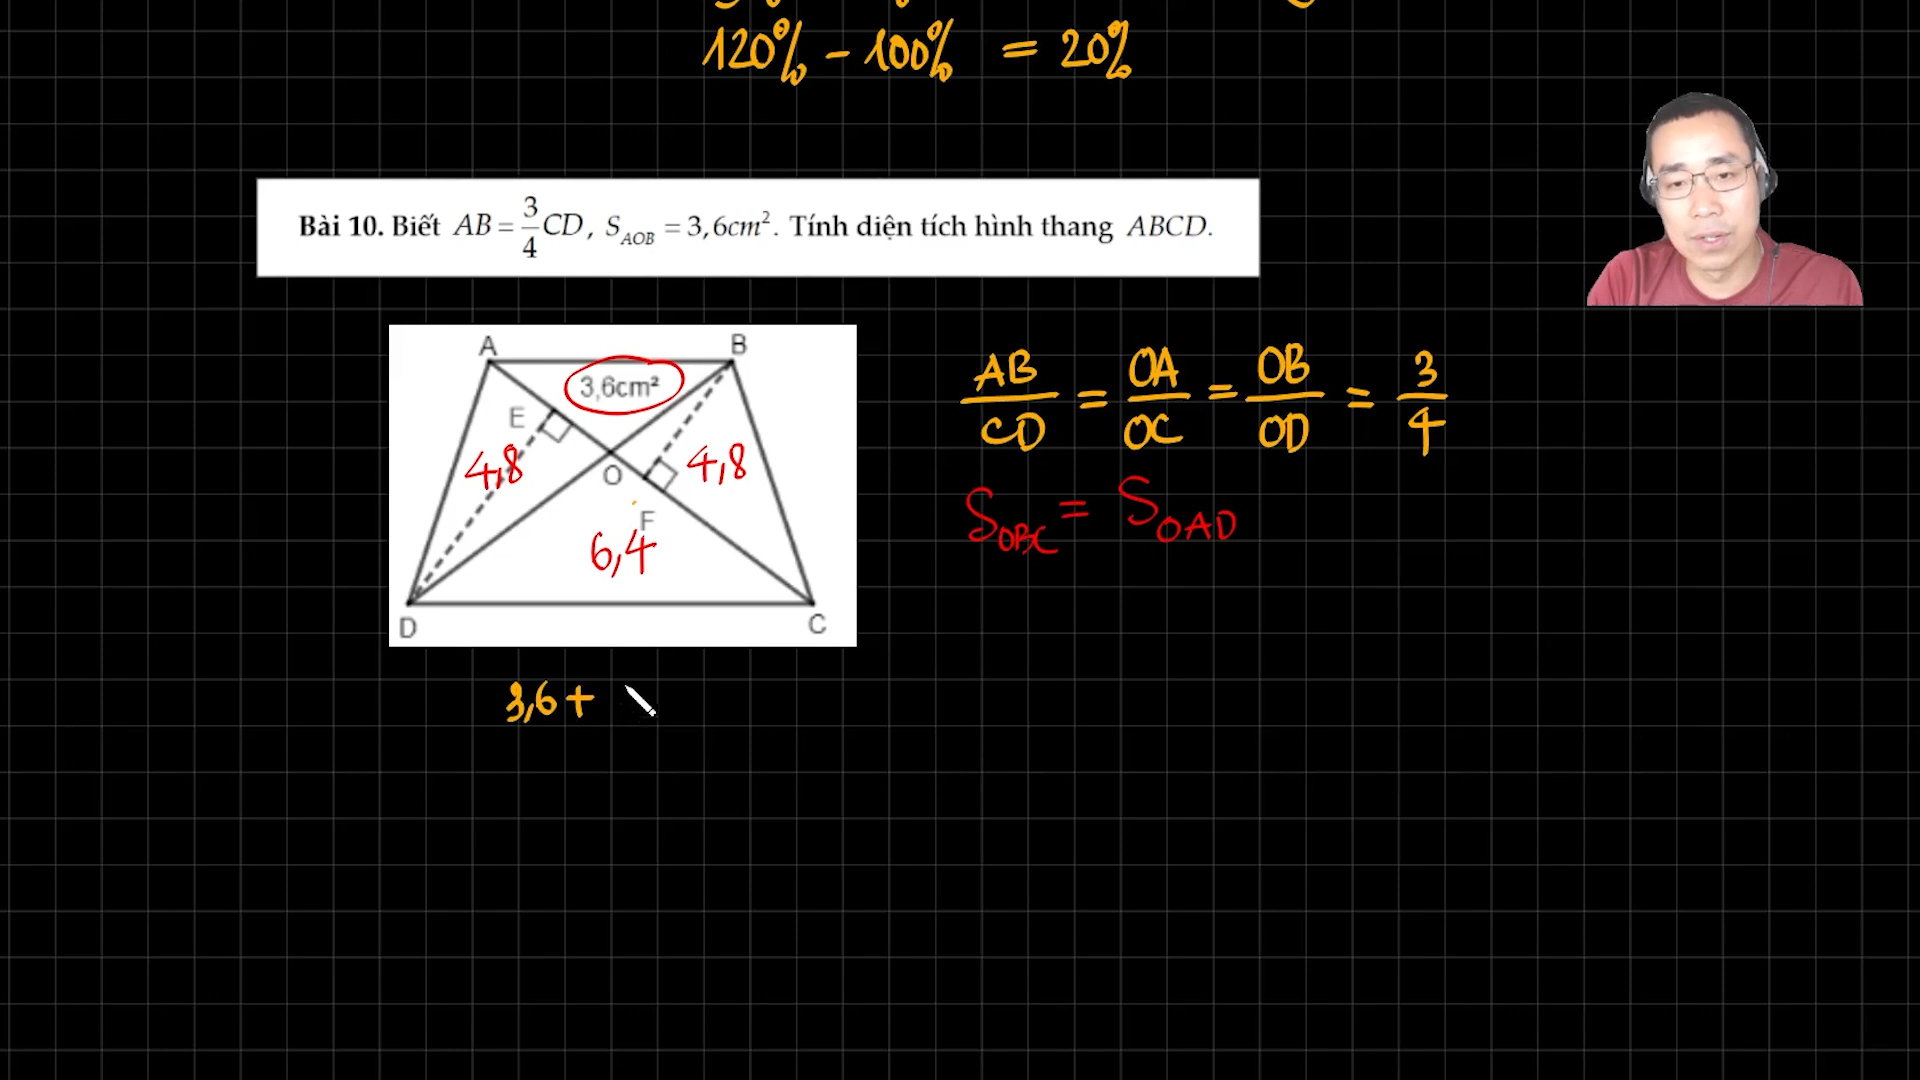 120% - 100% = 20%
Bài 10. Biết AB = 3/4 CD, S_AOB = 3,6cm². Tính diện tích hình thang ABCD.
A B
3,6cm²
E
4,8 O 4,8
F
6,4
D C
AB/CD = OA/OC = OB/OD = 3/4
S_OBC = S_OAD
3,6 +